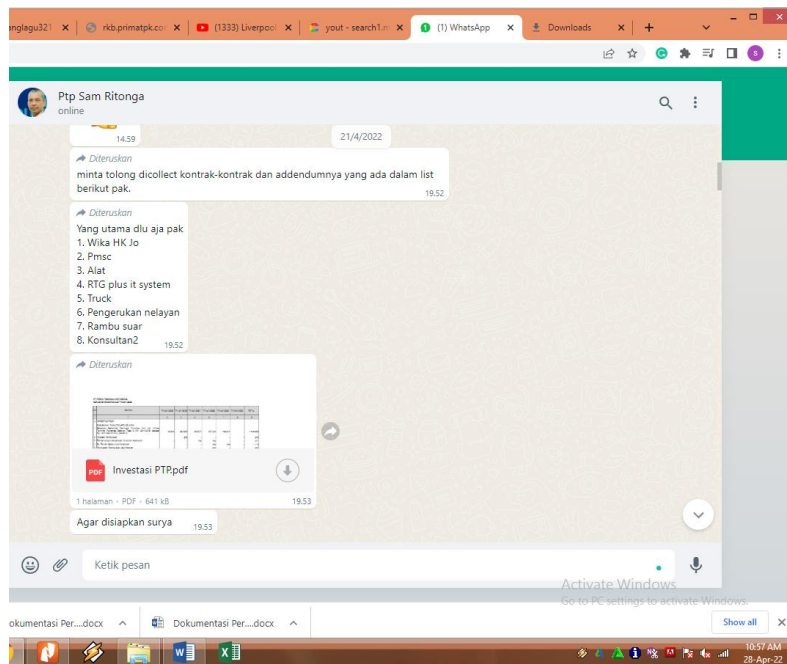 anglagu321
rkb.primatpk.co
(1333) Liverpoo
yout - search1.n
(1) WhatsApp
Downloads
Ptp Sam Ritonga
online
14.59
21/4/2022
Diteruskan
minta tolong dicollect kontrak-kontrak dan addendumnya yang ada dalam list
berikut pak.
19.52
Diteruskan
Yang utama dlu aja pak
1. Wika HK Jo
2. Pmsc
3. Alat
4. RTG plus it system
5. Truck
6. Pengerukan nelayan
7. Rambu suar
8. Konsultan2
19.52
Diteruskan
PDF
Investasi PTP.pdf
1 halaman • PDF • 641 kB
19.53
Agar disiapkan surya
19.53
Ketik pesan
Activate Windows
Go to PC settings to activate Windows.
okumentasi Per....docx
Dokumentasi Per....docx
Show all
10:57 AM
28-Apr-22